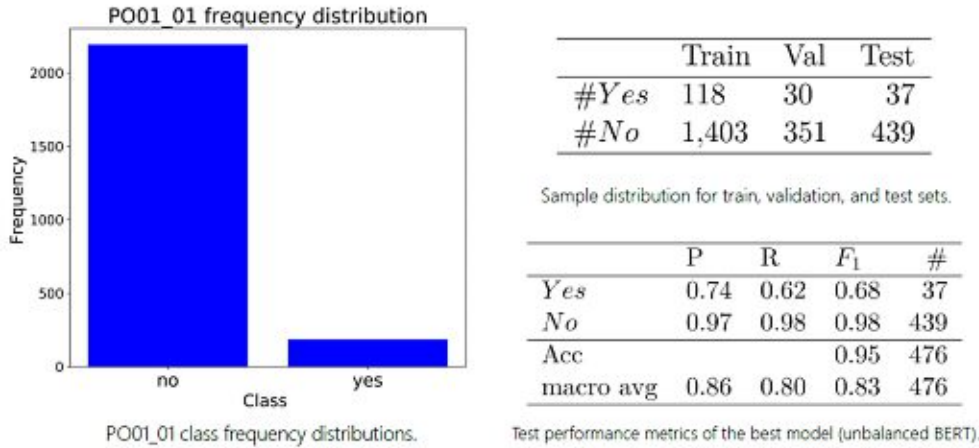 PO01_01 frequency distribution
2000
1500
1000
500
0
Frequency
no yes
Class
PO01_01 class frequency distributions.
Train Val Test
#Yes 118 30 37
#No 1,403 351 439
Sample distribution for train, validation, and test sets.
P R F1 #
Yes 0.74 0.62 0.68 37
No 0.97 0.98 0.98 439
Acc 0.95 476
macro avg 0.86 0.80 0.83 476
Test performance metrics of the best model (unbalanced BERT).